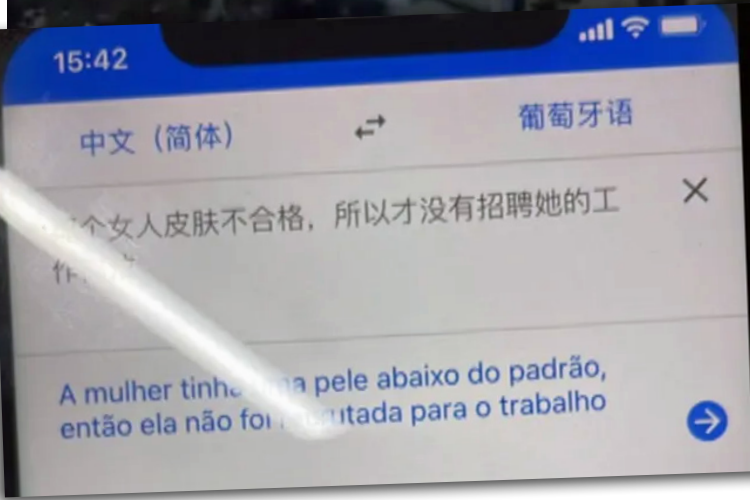 15:42
中文（简体）
葡萄牙语
个女人皮肤不合格，所以才没有招聘她的工
作
A mulher pele abaixo do padrão,
então ela não foi para o trabalho